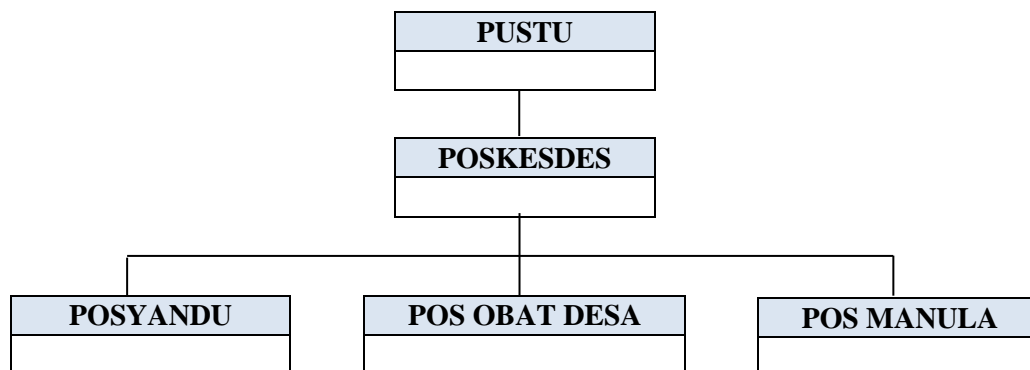 PUSTU
POSKESDES
POSYANDU
POS OBAT DESA
POS MANULA